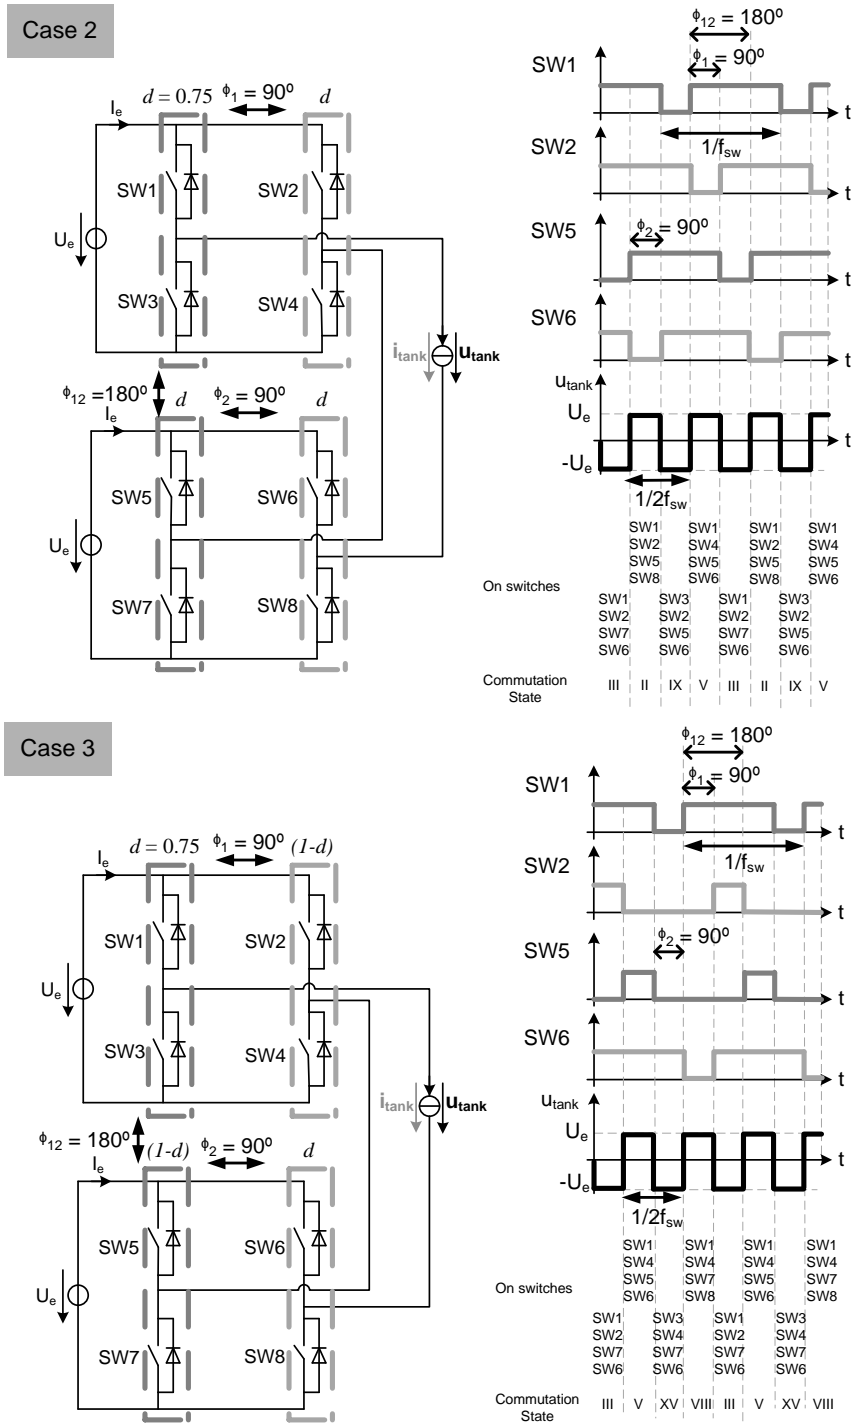 Case 2
d = 0.75 ϕ1 = 90º d
Ie
SW1 SW2
Ue
SW3 SW4
itank utank
ϕ12 =180º d ϕ2 = 90º d
Ie
SW5 SW6
Ue
SW7 SW8
ϕ12 = 180º
ϕ1 = 90º
SW1
t
1/fsw
SW2
t
SW5
ϕ2 = 90º
t
SW6
t
utank
Ue
t
-Ue
1/2fsw
On switches
SW1 SW1 SW1 SW1
SW2 SW4 SW2 SW4
SW5 SW5 SW5 SW5
SW8 SW6 SW8 SW6
SW1 SW3 SW1 SW3
SW2 SW2 SW2 SW2
SW7 SW5 SW7 SW5
SW6 SW6 SW6 SW6
Commutation
State
III II IX V III II IX V
Case 3
d = 0.75 ϕ1 = 90º (1-d)
Ie
SW1 SW2
Ue
SW3 SW4
itank utank
ϕ12 = 180º (1-d) ϕ2 = 90º d
Ie
SW5 SW6
Ue
SW7 SW8
ϕ12 = 180º
ϕ1 = 90º
SW1
t
1/fsw
SW2
t
ϕ2 = 90º
SW5
t
SW6
t
utank
Ue
t
-Ue
1/2fsw
On switches
SW1 SW1 SW1 SW1
SW4 SW4 SW4 SW4
SW5 SW7 SW5 SW7
SW6 SW8 SW6 SW8
SW1 SW3 SW1 SW3
SW2 SW4 SW2 SW4
SW7 SW7 SW7 SW7
SW6 SW6 SW6 SW6
Commutation
State
III V XV VIII III V XV VIII